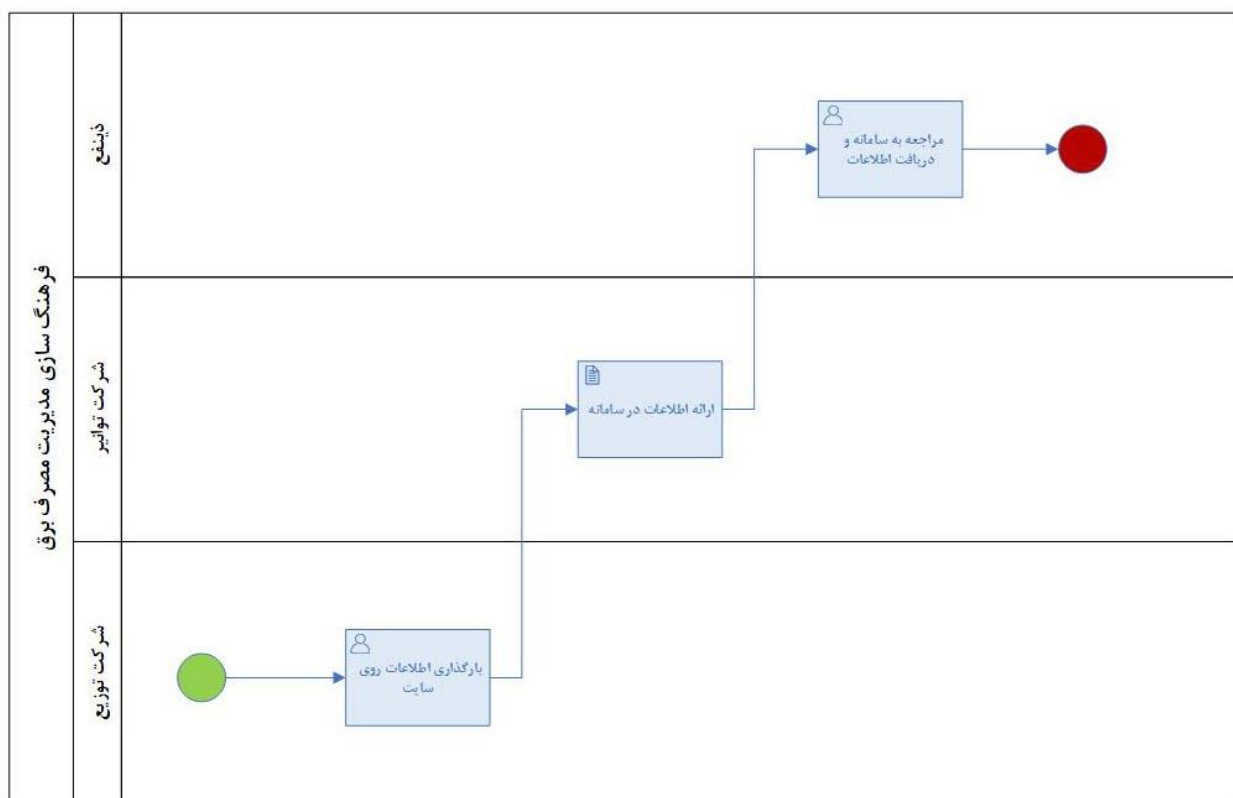 فرهنگ سازی مدیریت مصرف برق
ذینفع
مراجعه به سامانه و
دریافت اطلاعات
شرکت توانیر
ارائه اطلاعات در سامانه
شرکت توزیع
بارگذاری اطلاعات روی
سایت